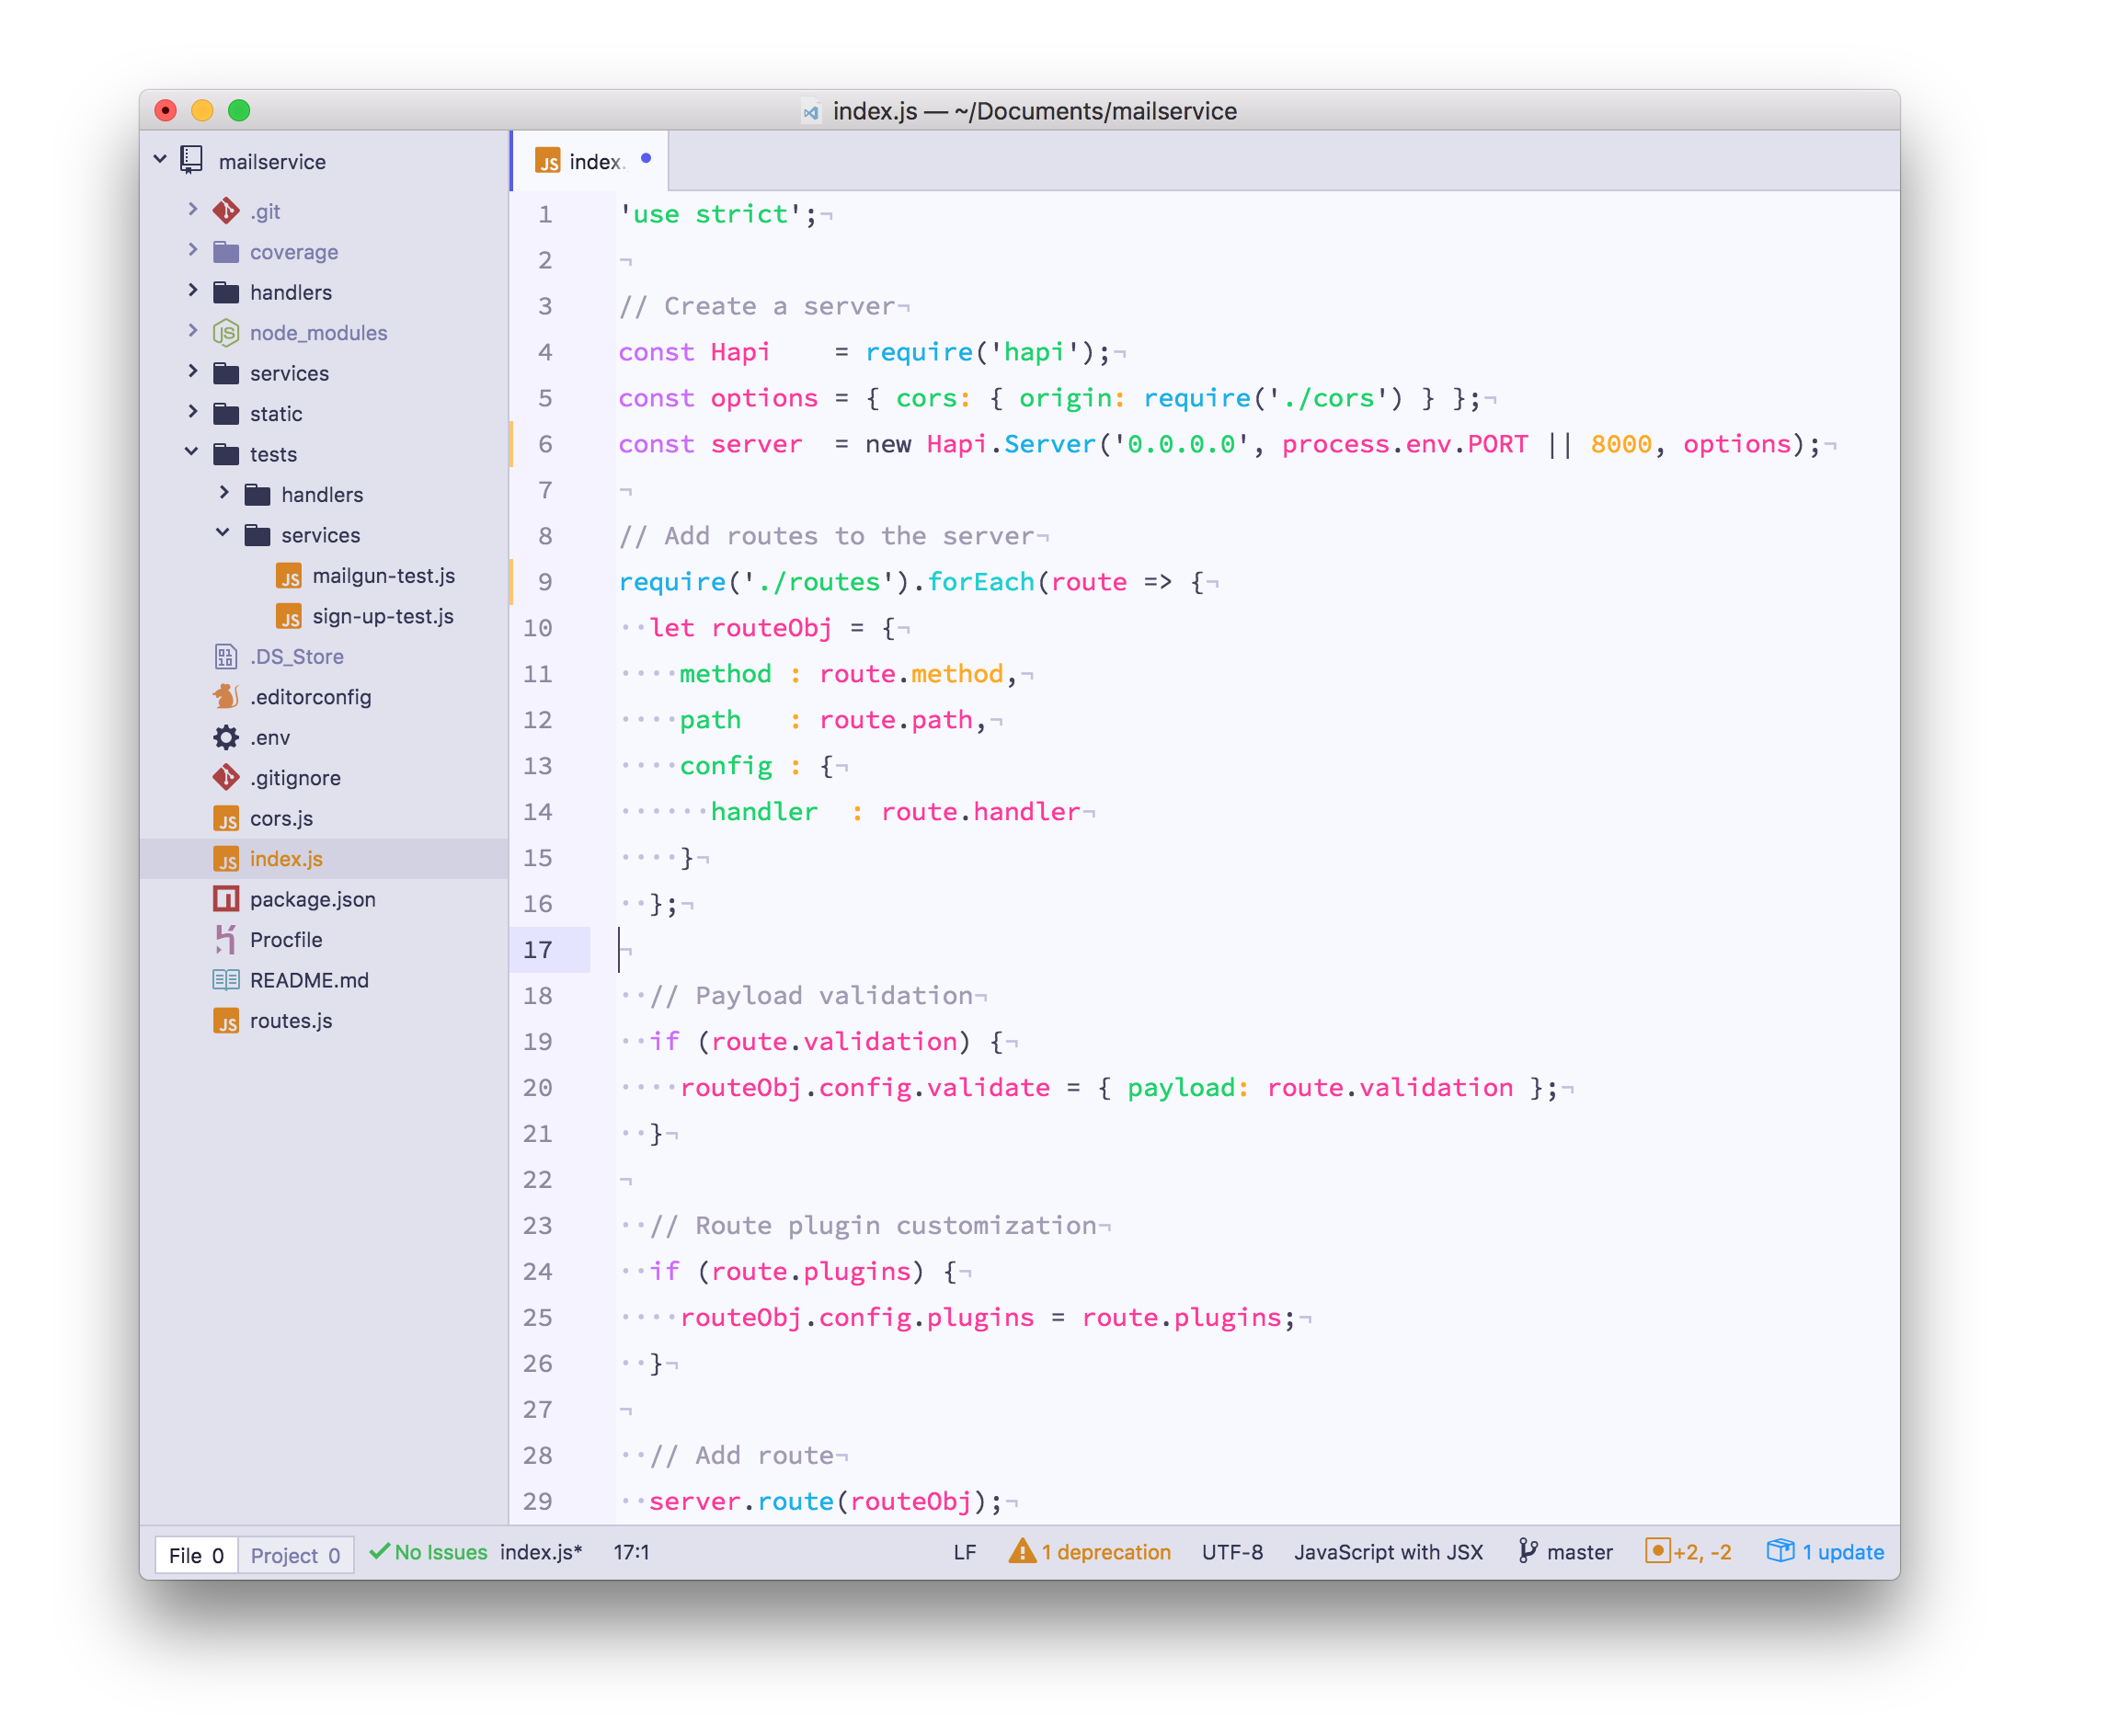 index.js — ~/Documents/mailservice
mailservice
.git
coverage
handlers
node_modules
services
static
tests
handlers
services
JS mailgun-test.js
JS sign-up-test.js
.DS_Store
.editorconfig
.env
.gitignore
JS cors.js
JS index.js
package.json
Procfile
README.md
JS routes.js
JS index.
1 'use strict';¬
2 ¬
3 // Create a server¬
4 const Hapi    = require('hapi');¬
5 const options = { cors: { origin: require('./cors') } };¬
6 const server  = new Hapi.Server('0.0.0.0', process.env.PORT || 8000, options);¬
7 ¬
8 // Add routes to the server¬
9 require('./routes').forEach(route => {¬
10 ··let routeObj = {¬
11 ····method : route.method,¬
12 ····path   : route.path,¬
13 ····config : {¬
14 ······handler  : route.handler¬
15 ····}¬
16 ··};¬
17 ¬
18 ··// Payload validation¬
19 ··if (route.validation) {¬
20 ····routeObj.config.validate = { payload: route.validation };¬
21 ··}¬
22 ¬
23 ··// Route plugin customization¬
24 ··if (route.plugins) {¬
25 ····routeObj.config.plugins = route.plugins;¬
26 ··}¬
27 ¬
28 ··// Add route¬
29 ··server.route(routeObj);¬
File 0 Project 0 No Issues index.js* 17:1 LF 1 deprecation UTF-8 JavaScript with JSX master +2, -2 1 update